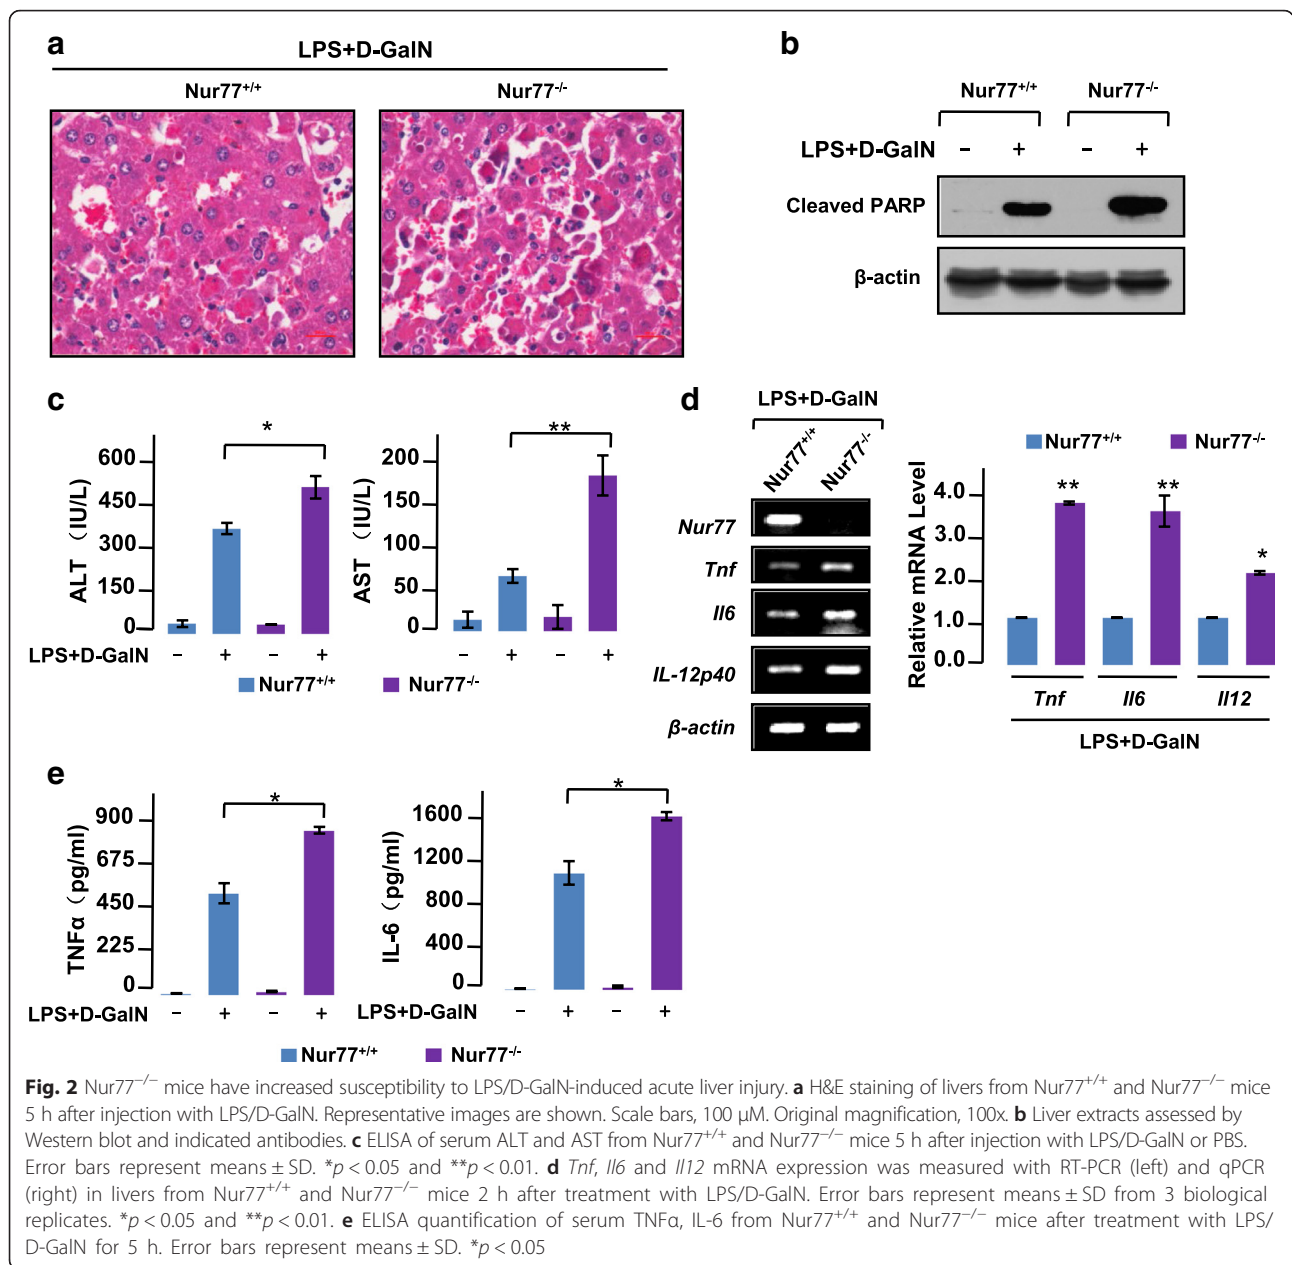 a
LPS+D-GalN
Nur77+/+ Nur77-/-
b
Nur77+/+ Nur77-/-
LPS+D-GalN – + – +
Cleaved PARP
β-actin
c
ALT (IU/L)
600
450
300
150
0
*
AST (IU/L)
200
150
100
50
0
**
LPS+D-GalN – + – + – + – +
Nur77+/+ Nur77-/-
d
LPS+D-GalN
Nur77+/+ Nur77-/-
Nur77
Tnf
Il6
IL-12p40
β-actin
Nur77+/+ Nur77-/-
Relative mRNA Level
4.0
3.0
2.0
1.0
0.0
** ** *
Tnf Il6 Il12
LPS+D-GalN
e
TNFα (pg/ml)
900
675
450
225
0
*
LPS+D-GalN – + – +
IL-6 (pg/ml)
1600
1200
800
400
0
*
LPS+D-GalN – + – +
Nur77+/+ Nur77-/-
Fig. 2 Nur77−/− mice have increased susceptibility to LPS/D-GalN-induced acute liver injury. a H&E staining of livers from Nur77+/+ and Nur77−/− mice
5 h after injection with LPS/D-GalN. Representative images are shown. Scale bars, 100 μM. Original magnification, 100x. b Liver extracts assessed by
Western blot and indicated antibodies. c ELISA of serum ALT and AST from Nur77+/+ and Nur77−/− mice 5 h after injection with LPS/D-GalN or PBS.
Error bars represent means ± SD. *p < 0.05 and **p < 0.01. d Tnf, Il6 and Il12 mRNA expression was measured with RT-PCR (left) and qPCR
(right) in livers from Nur77+/+ and Nur77−/− mice 2 h after treatment with LPS/D-GalN. Error bars represent means ± SD from 3 biological
replicates. *p < 0.05 and **p < 0.01. e ELISA quantification of serum TNFα, IL-6 from Nur77+/+ and Nur77−/− mice after treatment with LPS/
D-GalN for 5 h. Error bars represent means ± SD. *p < 0.05